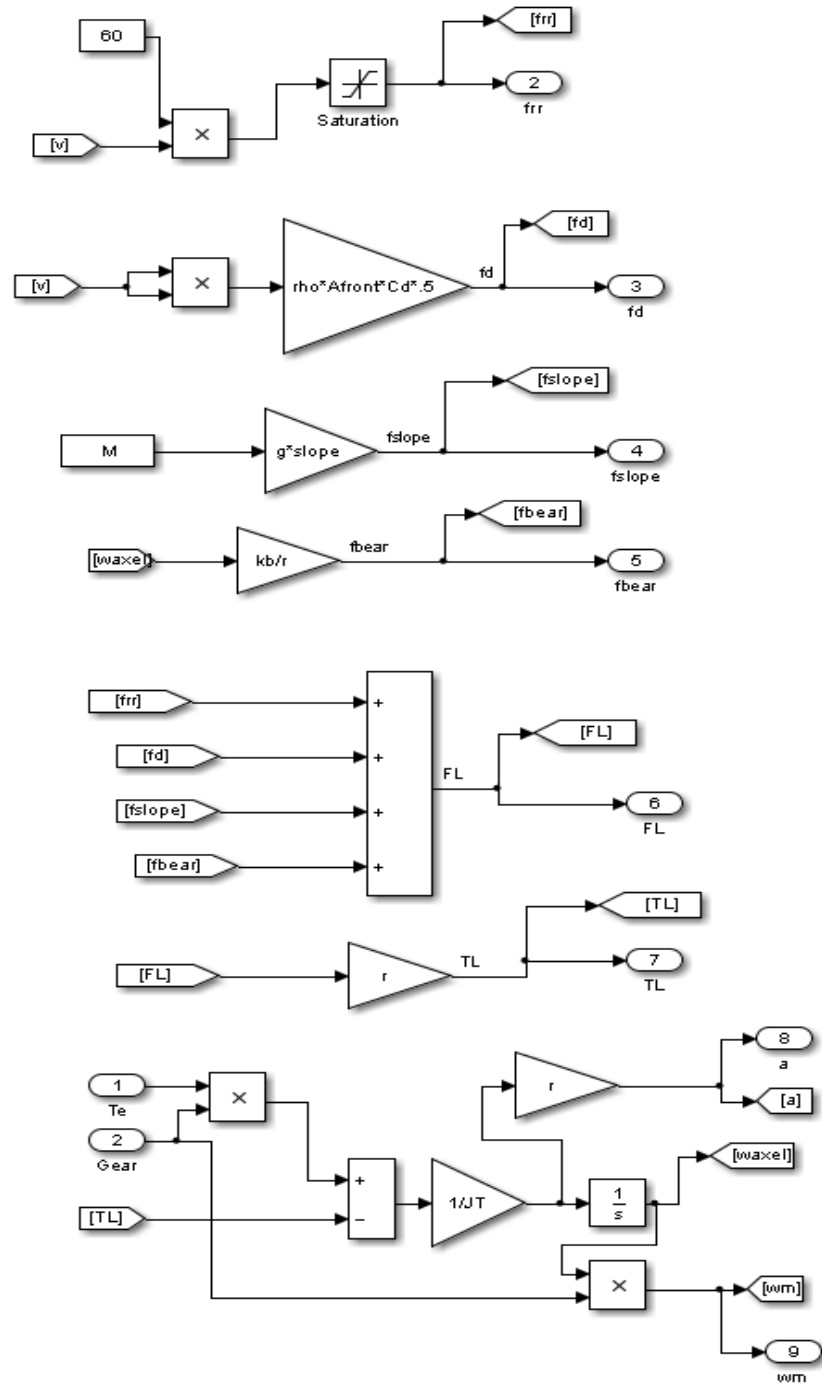 [frr]
60
2
frr
Saturation
×
[v]
[fd]
[v]
×
rho*Afront*Cd*.5
fd
3
fd
[fslope]
M
g*slope
fslope
4
fslope
[fbear]
[waxel]
kb/r
fbear
5
fbear
[frr]
+
[fd]
+
[fslope]
+
[fbear]
+
FL
[FL]
6
FL
[TL]
[FL]
r
TL
7
TL
8
a
r
[a]
1
Te
×
2
Gear
[waxel]
+
−
[TL]
1/JT
1
s
×
[wm]
9
wm